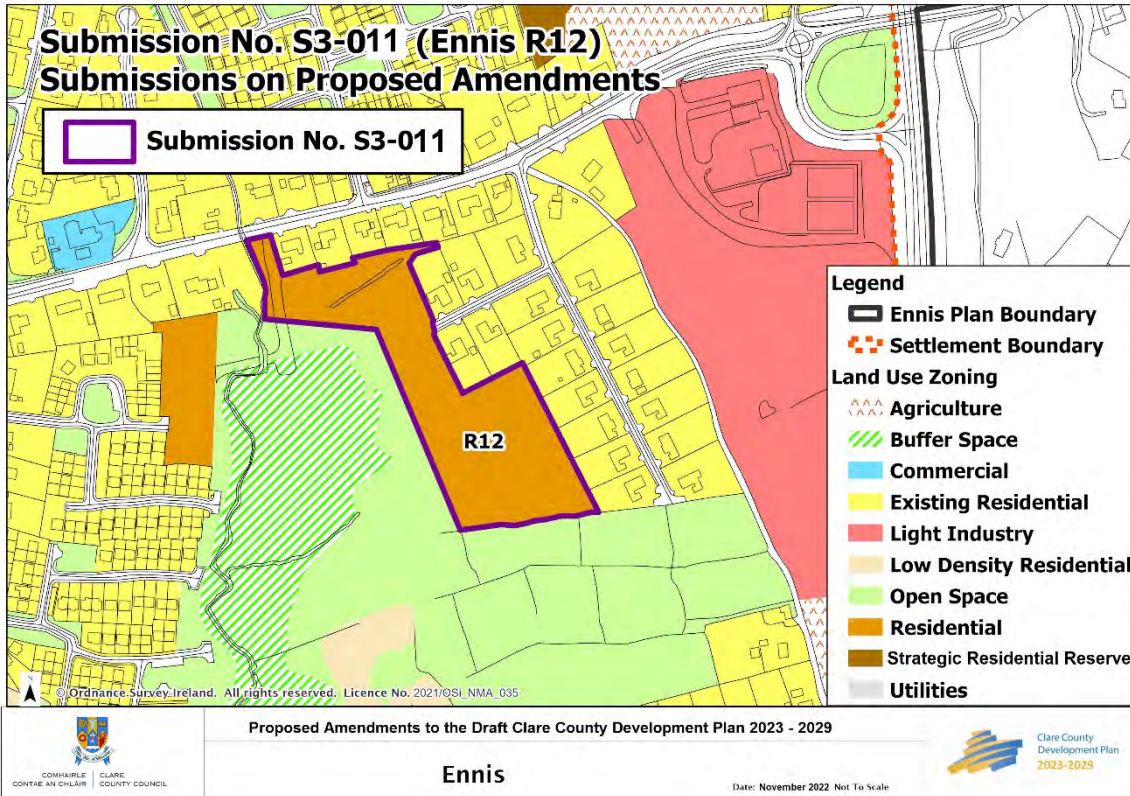 Submission No. S3-011 (Ennis R12)
Submissions on Proposed Amendments
Submission No. S3-011
R12
Legend
Ennis Plan Boundary
Settlement Boundary
Land Use Zoning
Agriculture
Buffer Space
Commercial
Existing Residential
Light Industry
Low Density Residential
Open Space
Residential
Strategic Residential Reserve
Utilities
N
© Ordnance Survey Ireland. All rights reserved. Licence No. 2021/OSi_NMA_035
COMHAIRLE CONTAE AN CHLÁIR
CLARE COUNTY COUNCIL
Proposed Amendments to the Draft Clare County Development Plan 2023 - 2029
Ennis
Date: November 2022 Not To Scale
Clare County
Development Plan
2023-2029